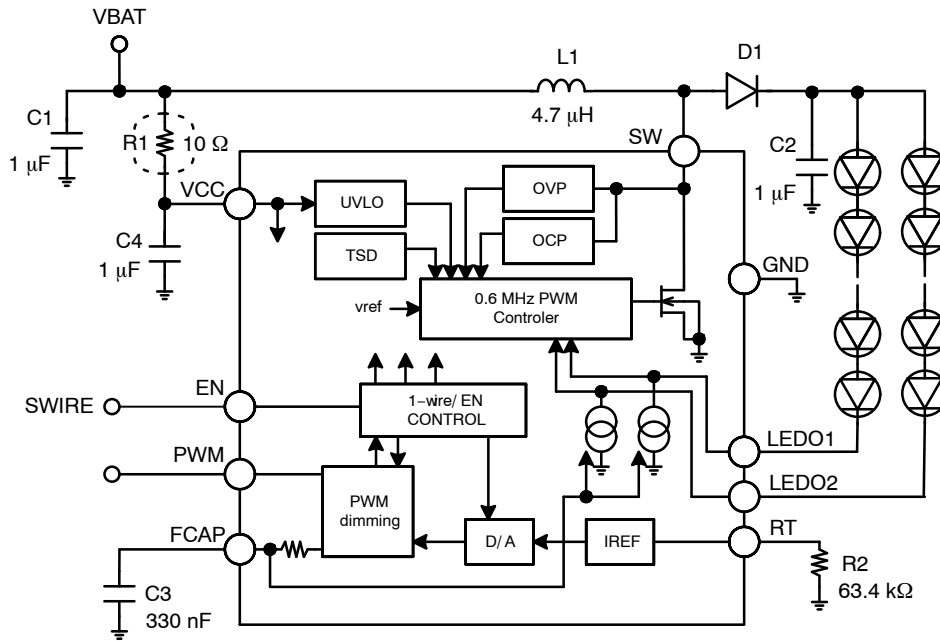 VBAT
L1
D1
C1
R1
10 Ω
4.7 μH
SW
C2
1 μF
1 μF
VCC
UVLO
OVP
C4
TSD
OCP
1 μF
GND
vref
0.6 MHz PWM
Controler
EN
1−wire/ EN
CONTROL
SWIRE
LEDO1
PWM
PWM
dimming
LEDO2
FCAP
D/ A
IREF
RT
R2
63.4 kΩ
C3
330 nF